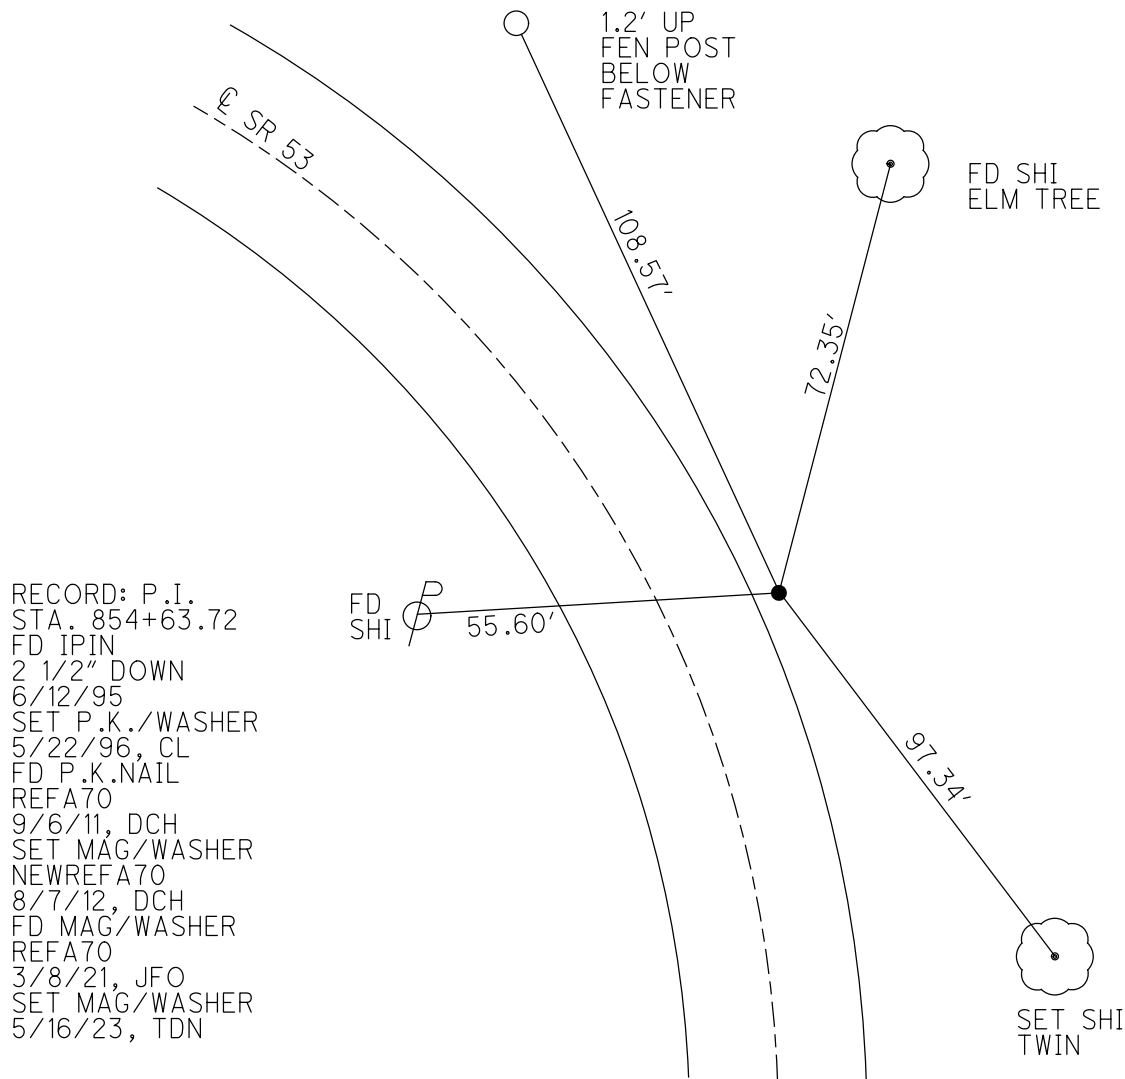 1.2' UP
FEN POST
BELOW
FASTENER
℄ SR 53
FD SHI
ELM TREE
108.57'
72.35'
RECORD: P.I.
STA. 854+63.72
FD IPIN
2 1/2" DOWN
6/12/95
SET P.K./WASHER
5/22/96, CL
FD P.K.NAIL
REFA70
9/6/11, DCH
SET MAG/WASHER
NEWREFA70
8/7/12, DCH
FD MAG/WASHER
REFA70
3/8/21, JFO
SET MAG/WASHER
5/16/23, TDN
FD
SHI
P
55.60'
97.34'
SET SHI
TWIN